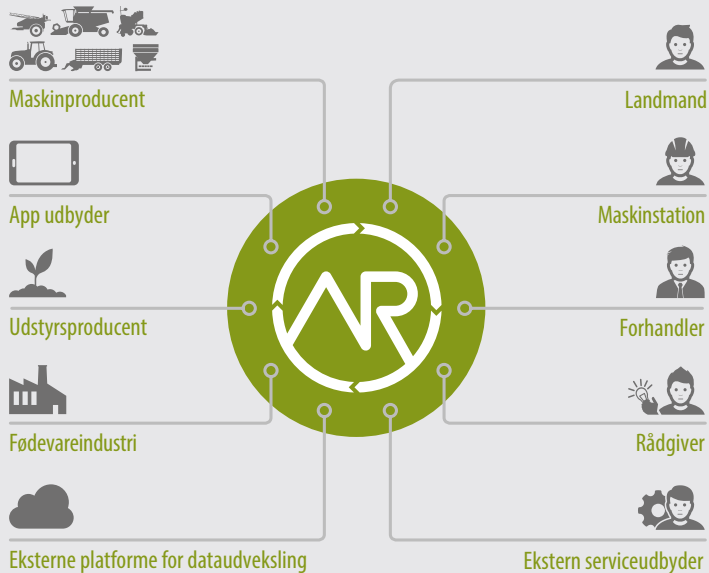 Maskinproducent
Landmand
App udbyder
Maskinstation
Udstyrsproducent
Forhandler
Fødevareindustri
Rådgiver
Eksterne platforme for dataudveksling
Ekstern serviceudbyder
AR